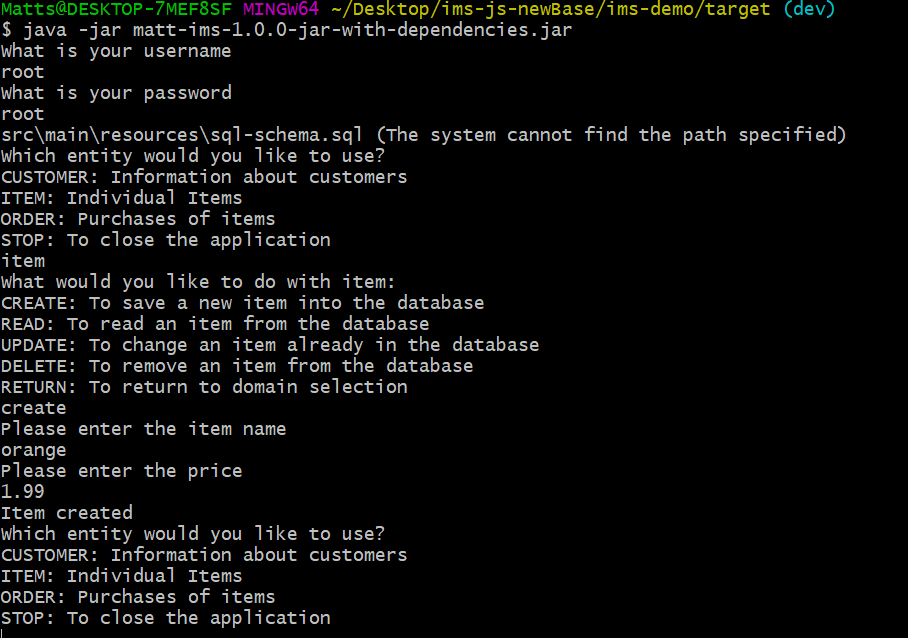 Matts@DESKTOP-7MEF8SF MINGW64 ~/Desktop/ims-js-newBase/ims-demo/target (dev)
$ java -jar matt-ims-1.0.0-jar-with-dependencies.jar
What is your username
root
What is your password
root
src\main\resources\sql-schema.sql (The system cannot find the path specified)
Which entity would you like to use?
CUSTOMER: Information about customers
ITEM: Individual Items
ORDER: Purchases of items
STOP: To close the application
item
What would you like to do with item:
CREATE: To save a new item into the database
READ: To read an item from the database
UPDATE: To change an item already in the database
DELETE: To remove an item from the database
RETURN: To return to domain selection
create
Please enter the item name
orange
Please enter the price
1.99
Item created
Which entity would you like to use?
CUSTOMER: Information about customers
ITEM: Individual Items
ORDER: Purchases of items
STOP: To close the application